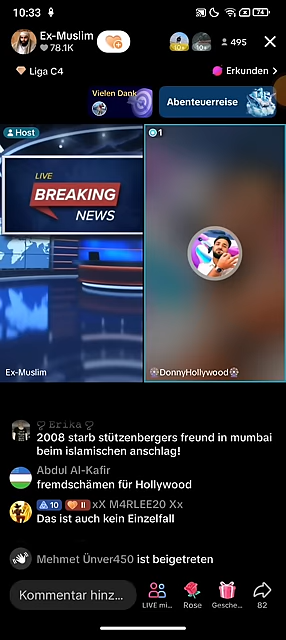 10:33
74
Ex-Muslim
78.1K
10+
10+
495
Liga C4
Erkunden >
Vielen Dank
Abenteuerreise
Host
1
LIVE
BREAKING
NEWS
Ex-Muslim
DonnyHollywood
Erika
2008 starb stützenbergers freund in mumbai
beim islamischen anschlag!
Abdul Al-Kafir
fremdschämen für Hollywood
10 II xX M4RLEE20 Xx
Das ist auch kein Einzelfall
Mehmet Ünver450 ist beigetreten
Kommentar hinz...
LIVE mi...
Rose
Gesche...
82